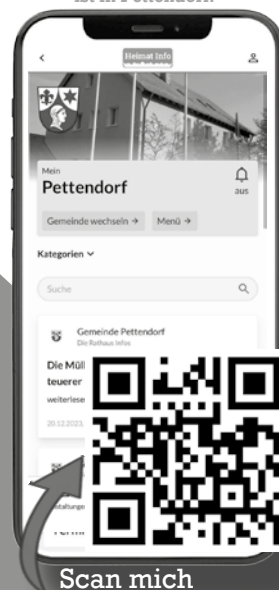 Heimat Info
Mein
Pettendorf
aus
Gemeinde wechseln →
Menü →
Kategorien
Suche
Gemeinde Pettendorf
Die Rathaus Infos
Die Müll
teuerer
weiterlese
20.12.2023,
Scan mich